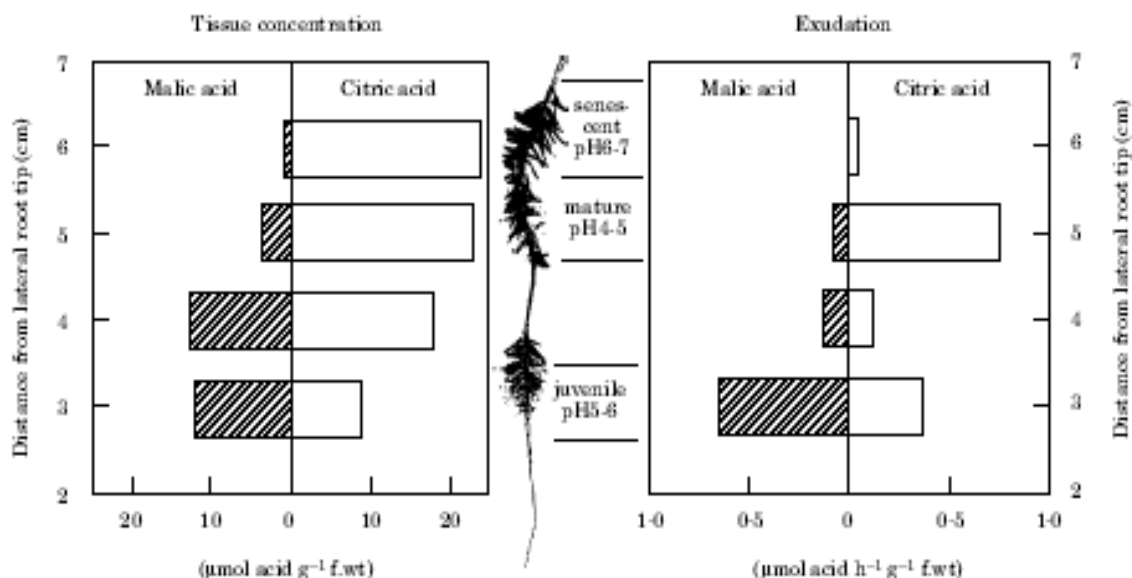 Tissue concentration
Exudation
Malic acid
Citric acid
7
6
5
4
3
2
Distance from lateral root tip (cm)
20
10
0
10
20
(µmol acid g⁻¹ f.wt)
senes-
cent
pH6-7
mature
pH4-5
juvenile
pH5-6
Malic acid
Citric acid
7
6
5
4
3
2
Distance from lateral root tip (cm)
1·0
0·5
0
0·5
1·0
(µmol acid h⁻¹ g⁻¹ f.wt)